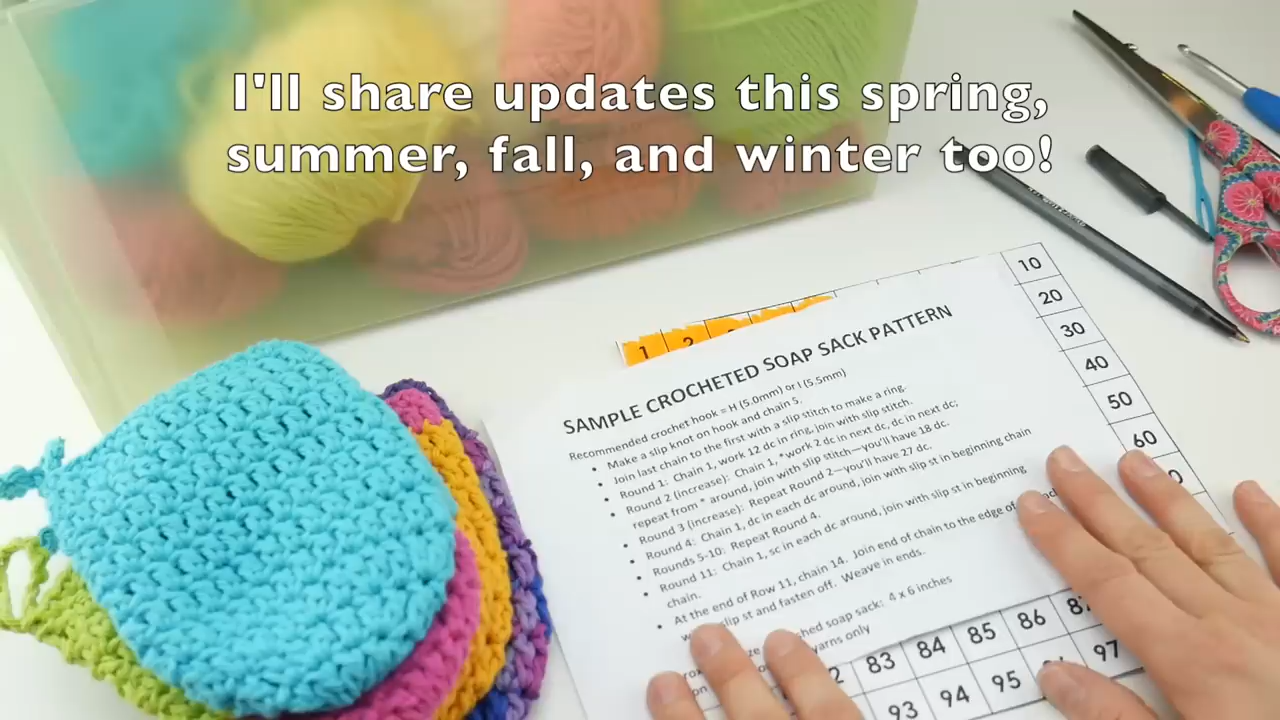 I'll share updates this spring,
summer, fall, and winter too!
10
20
30
40
50
60
1 2
SAMPLE CROCHETED SOAP SACK PATTERN
Recommended crochet hook = H (5.0mm) or I (5.5mm)
• Make a slip knot on hook and chain 5.
• Join last chain to the first with a slip stitch to make a ring.
• Round 1: Chain 1, work 12 dc in ring, join with slip stitch.
• Round 2 (increase): Chain 1, *work 2 dc in next dc, dc in next dc;
repeat from * around, join with slip stitch—you'll have 18 dc.
• Round 3 (increase): Repeat Round 2—you'll have 27 dc.
• Round 4: Chain 1, dc in each dc around, join with slip st in beginning chain
• Rounds 5-10: Repeat Round 4.
• Round 11: Chain 1, sc in each dc around, join with slip st in beginning
chain.
• At the end of Row 11, chain 14. Join end of chain to the edge of
slip st and fasten off. Weave in ends.
soap sack: 4 x 6 inches
yarns only
83 84 85 86
93 94 95 97